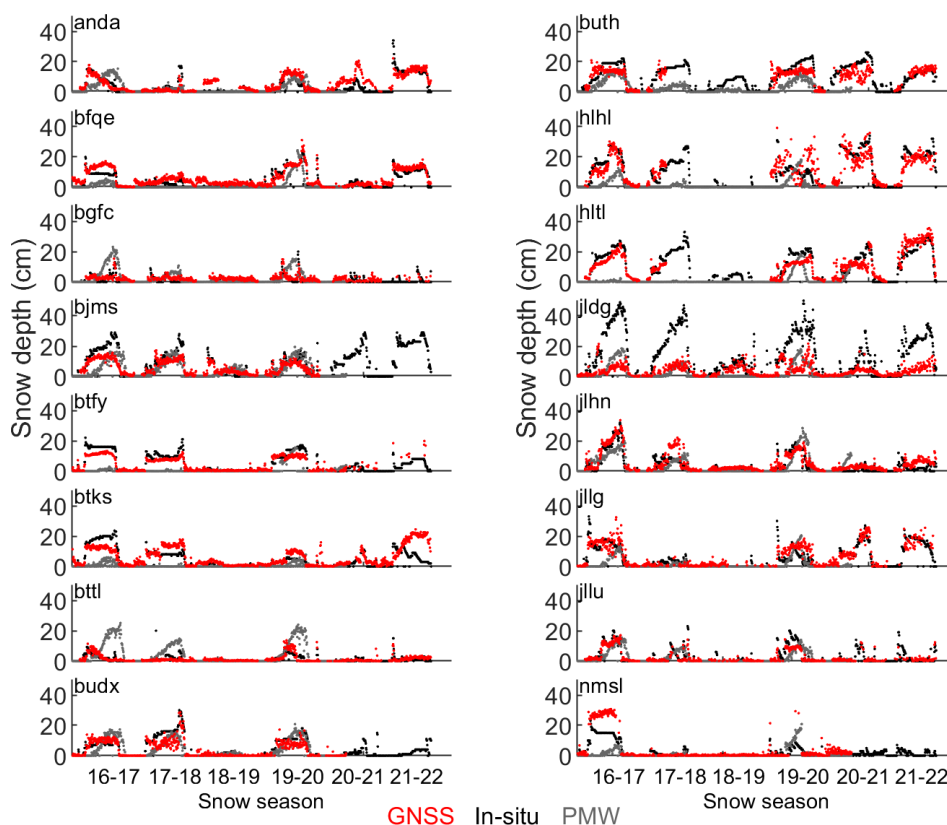 anda
40
20
0
bfqe
40
20
0
bgfc
40
20
0
bjms
40
20
0
btfy
40
20
0
btks
40
20
0
bttl
40
20
0
budx
40
20
0
Snow depth (cm)
16-17 17-18 18-19 19-20 20-21 21-22
Snow season
buth
40
20
0
hlhl
40
20
0
hltl
40
20
0
jldg
40
20
0
jlhn
40
20
0
jllg
40
20
0
jllu
40
20
0
nmsl
40
20
0
Snow depth (cm)
16-17 17-18 18-19 19-20 20-21 21-22
Snow season
GNSS In-situ PMW